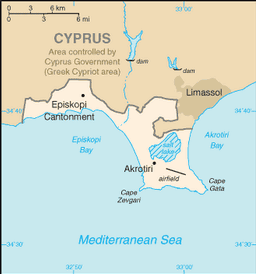 0 3 6 km
0 3 6 mi
CYPRUS
Area controlled by
Cyprus Government
(Greek Cypriot area)
dam
dam
Limassol
34°40'
34°40'
Episkopi
Cantonment
Episkopi
Bay
Akrotiri
Bay
salt
lake
Akrotiri
airfield
Cape
Zevgari
Cape
Gata
Mediterranean Sea
34°30'
34°30'
32°50'
33°00'